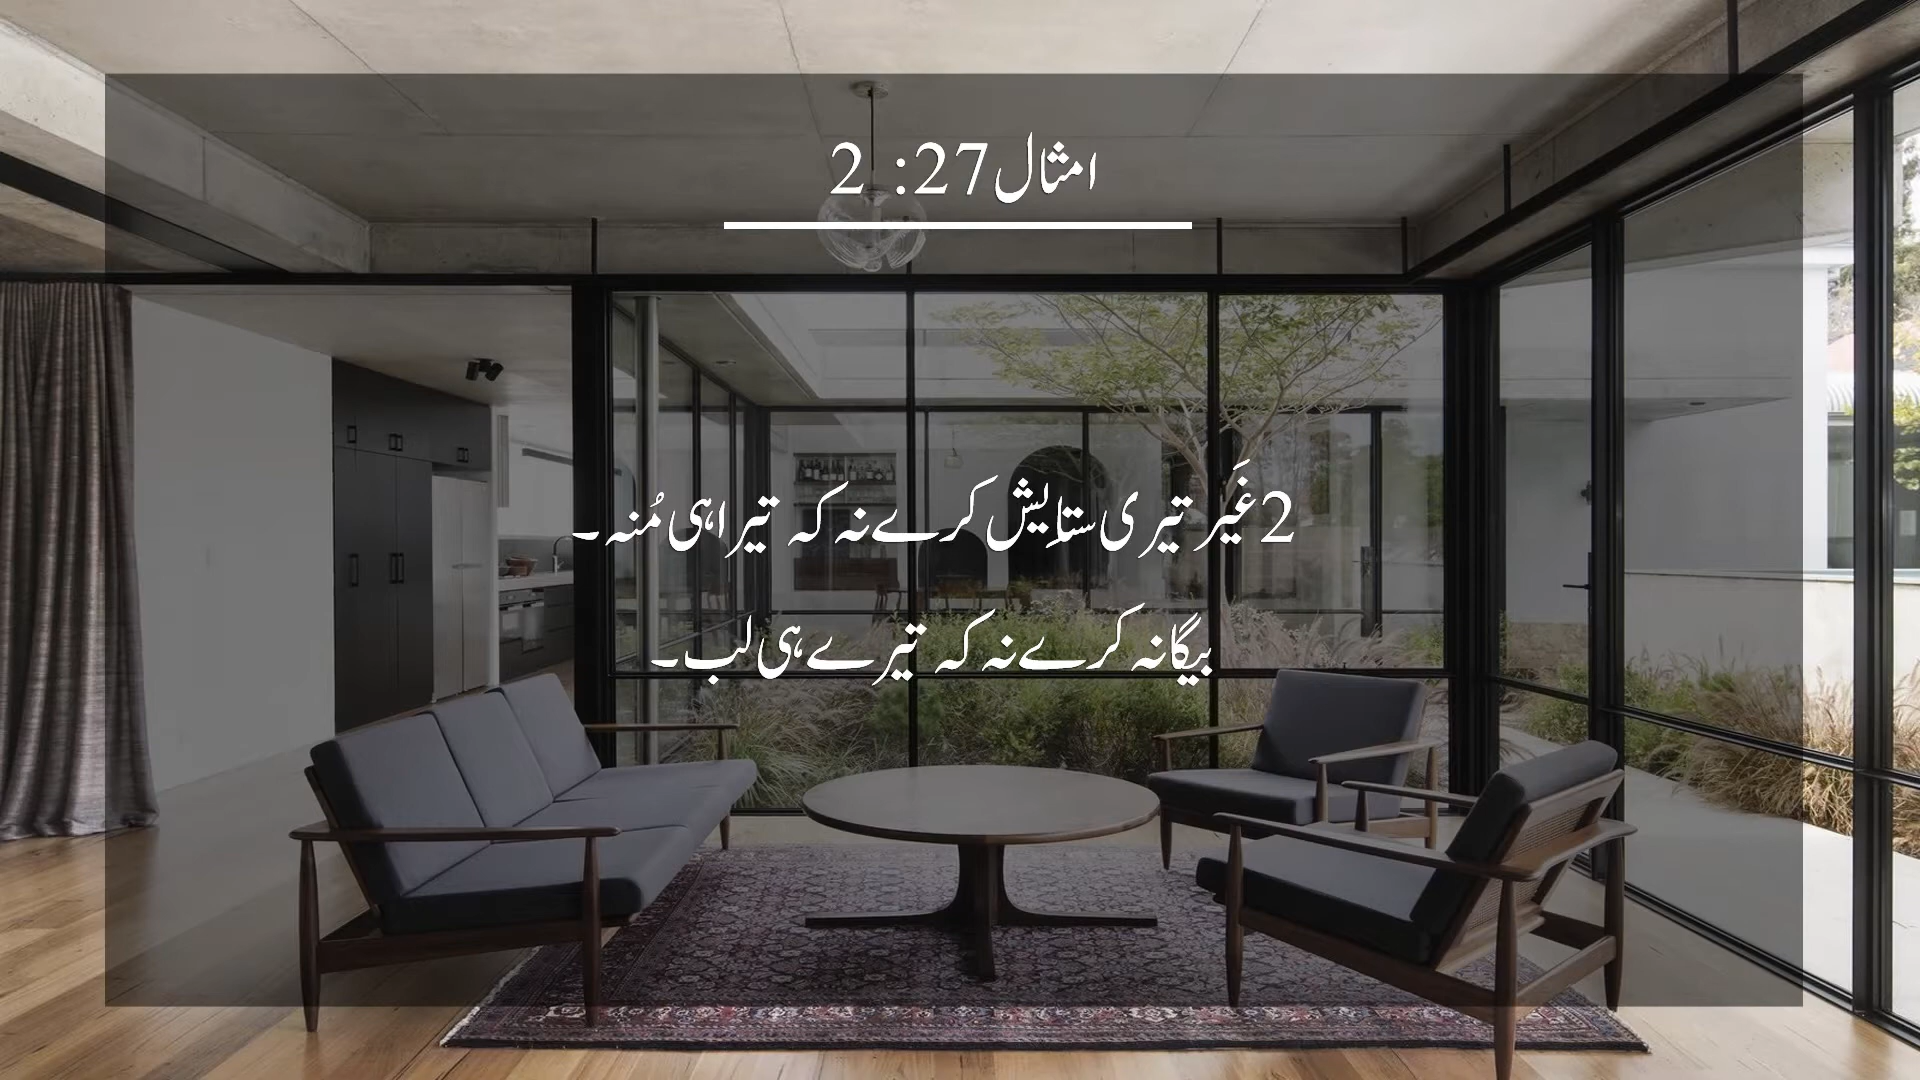 امثال 27: 2
2 غَیر تیری ستایِش کرے نہ کہ تیرا ہی مُنہ۔
بیگانہ کرے نہ کہ تیرے ہی لب۔